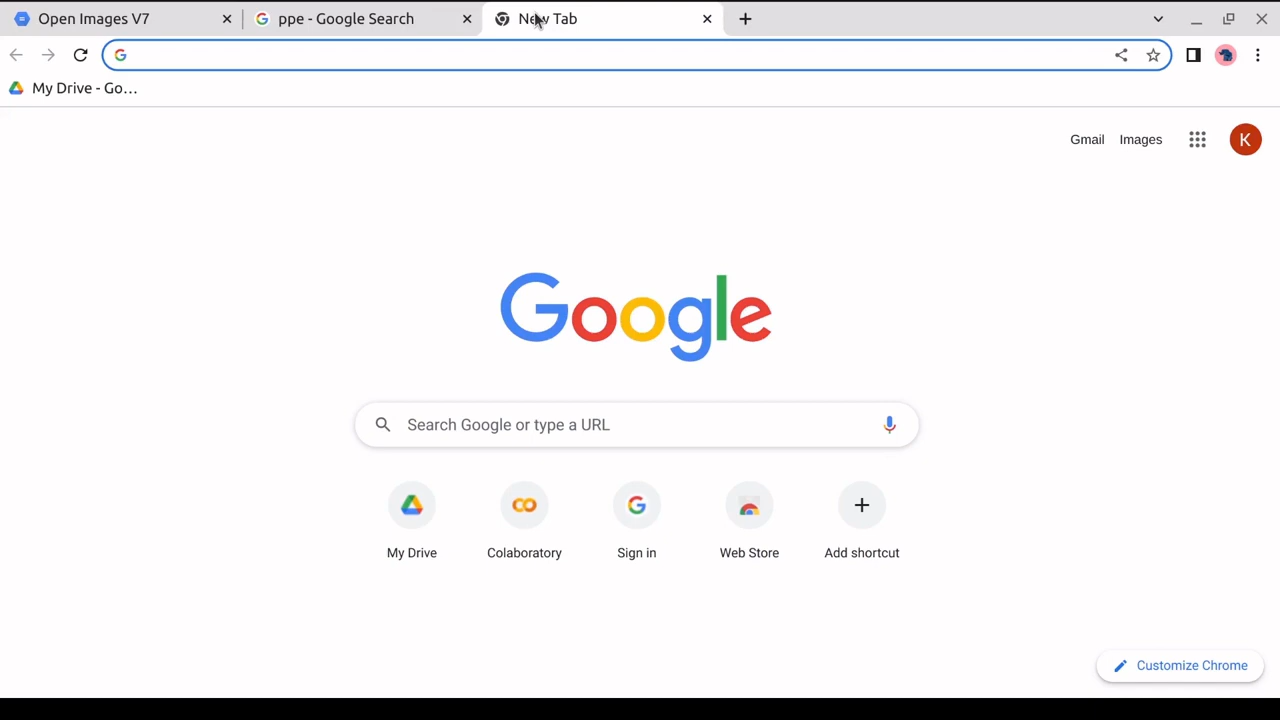 Open Images V7
ppe - Google Search
New Tab
My Drive - Go…
Gmail
Images
K
Google
Search Google or type a URL
My Drive
Colaboratory
Sign in
Web Store
Add shortcut
Customize Chrome